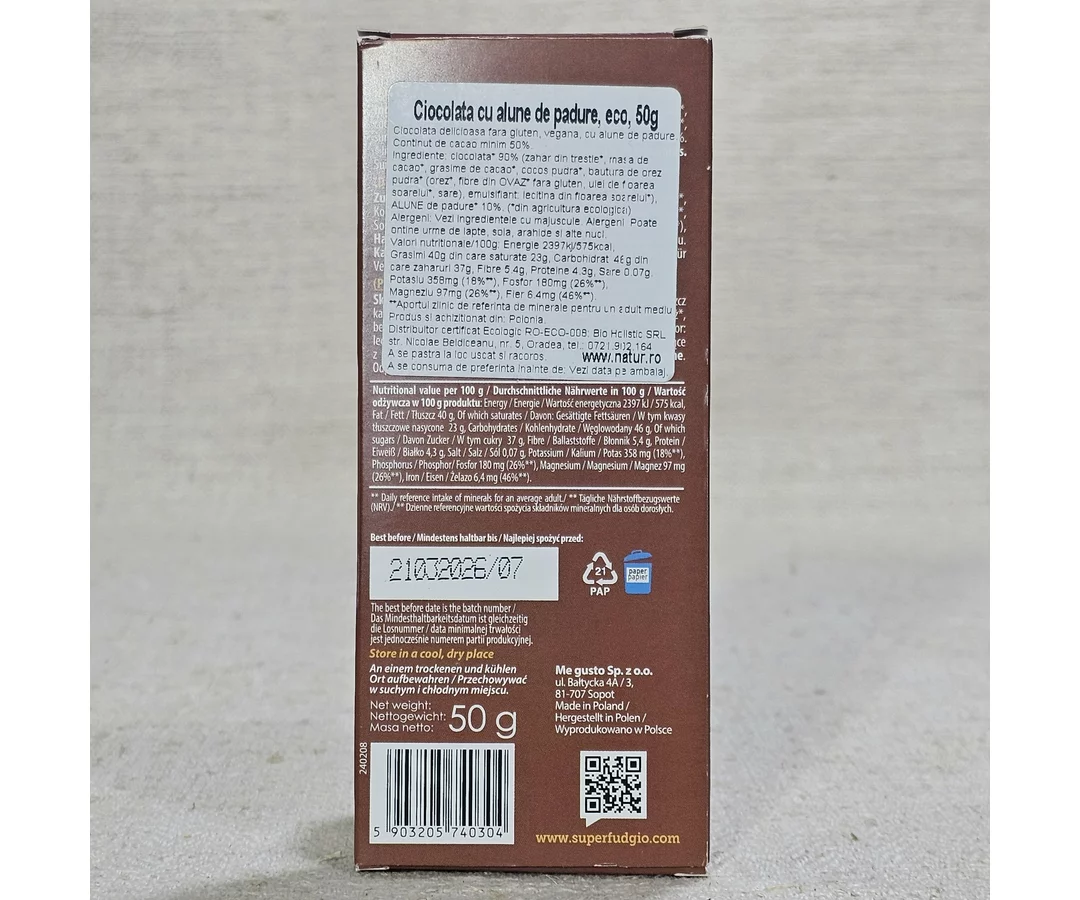 Ciocolata cu alune de padure, eco, 50g
Ciocolata delicioasa fara gluten, vegana, cu alune de padure.
Continut de cacao minim 50%.
Ingrediente: ciocolata* 90% (zahar din trestie*, masa de
cacao*, grasime de cacao*, cocos pudra*, bautura de orez
pudra* (orez*, fibre din OVAZ* fara gluten, ulei de floarea
soarelui*, sare), emulsifiant: lecitina din floarea soarelui*),
ALUNE de padure* 10%. (*din agricultura ecologica)
Alergeni: Vezi ingredientele cu majuscule. Alergeni: Poate
ontine urme de lapte, soia, arahide si alte nuci.
Valori nutritionale/100g: Energie 2397kj/575kcal,
Grasimi 40g din care saturate 23g, Carbohidrat 46g din
care zaharuri 37g, Fibre 5.4g, Proteine 4.3g, Sare 0.07g.
Potasiu 358mg (18%**), Fosfor 180mg (26%**),
Magneziu 97mg (26%**), Fier 6.4mg (46%**).
**Aportul zilnic de referinta de minerale pentru un adult mediu
Produs si achizitionat din: Polonia.
Distribuitor certificat Ecologic RO-ECO-008: Bio Holistic SRL
str. Nicolae Beldiceanu, nr. 5, Oradea, tel.: 0721.902.164
A se pastra la loc uscat si racoros. www.natur.ro
A se consuma de preferinta inainte de: Vezi data pe ambalaj.
Nutritional value per 100 g / Durchschnittliche Nährwerte in 100 g / Wartość
odżywcza w 100 g produktu: Energy / Energie / Wartość energetyczna 2397 kJ / 575 kcal,
Fat / Fett / Tłuszcz 40 g, Of which saturates / Davon: Gesättigte Fettsäuren / W tym kwasy
tłuszczowe nasycone 23 g, Carbohydrates / Kohlenhydrate / Węglowodany 46 g, Of which
sugars / Davon Zucker / W tym cukry 37 g, Fibre / Ballaststoffe / Błonnik 5,4 g, Protein /
Eiweiß / Białko 4,3 g, Salt / Salz / Sól 0,07 g, Potassium / Kalium / Potas 358 mg (18%**),
Phosphorus / Phosphor/ Fosfor 180 mg (26%**), Magnesium / Magnesium / Magnez 97 mg
(26%**), Iron / Eisen / Żelazo 6,4 mg (46%**).
** Daily reference intake of minerals for an average adult./ ** Tägliche Nährstoffbezugswerte
(NRV)./** Dzienne referencyjne wartości spożycia składników mineralnych dla osób dorosłych.
Best before / Mindestens haltbar bis / Najlepiej spożyć przed:
21032026/07
21
PAP
paper
papier
The best before date is the batch number /
Das Mindesthaltbarkeitsdatum ist gleichzeitig
die Losnummer / data minimalnej trwałości
jest jednocześnie numerem partii produkcyjnej.
Store in a cool, dry place
An einem trockenen und kühlen
Ort aufbewahren / Przechowywać
w suchym i chłodnym miejscu.
Net weight:
Nettogewicht:
Masa netto:
50 g
Me gusto Sp. z o.o.
ul. Bałtycka 4A / 3,
81-707 Sopot
Made in Poland /
Hergestellt in Polen /
Wyprodukowano w Polsce
240208
5 903205 740304
www.superfudgio.com